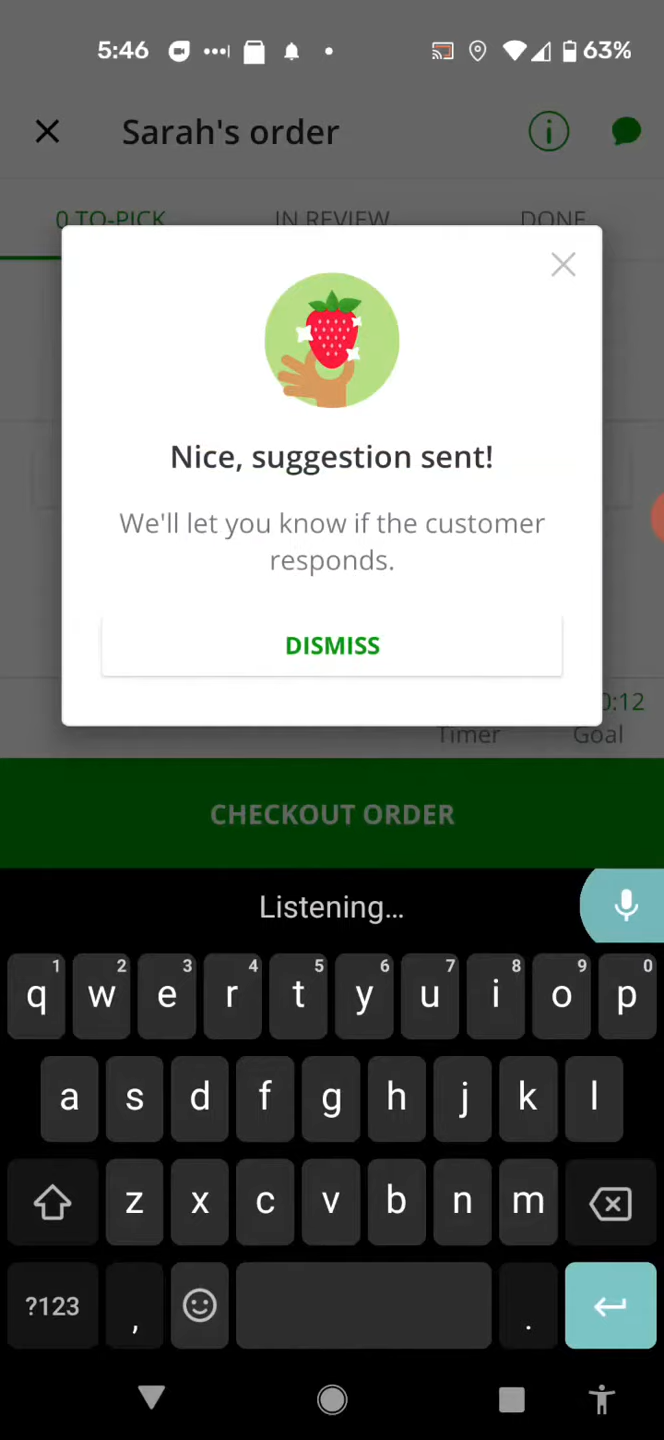 5:46 63%
Sarah's order
0 TO-PICK IN REVIEW DONE
Nice, suggestion sent!
We'll let you know if the customer
responds.
DISMISS
0:12
Timer Goal
CHECKOUT ORDER
Listening...
1 2 3 4 5 6 7 8 9 0
q w e r t y u i o p
a s d f g h j k l
z x c v b n m
?123 , .